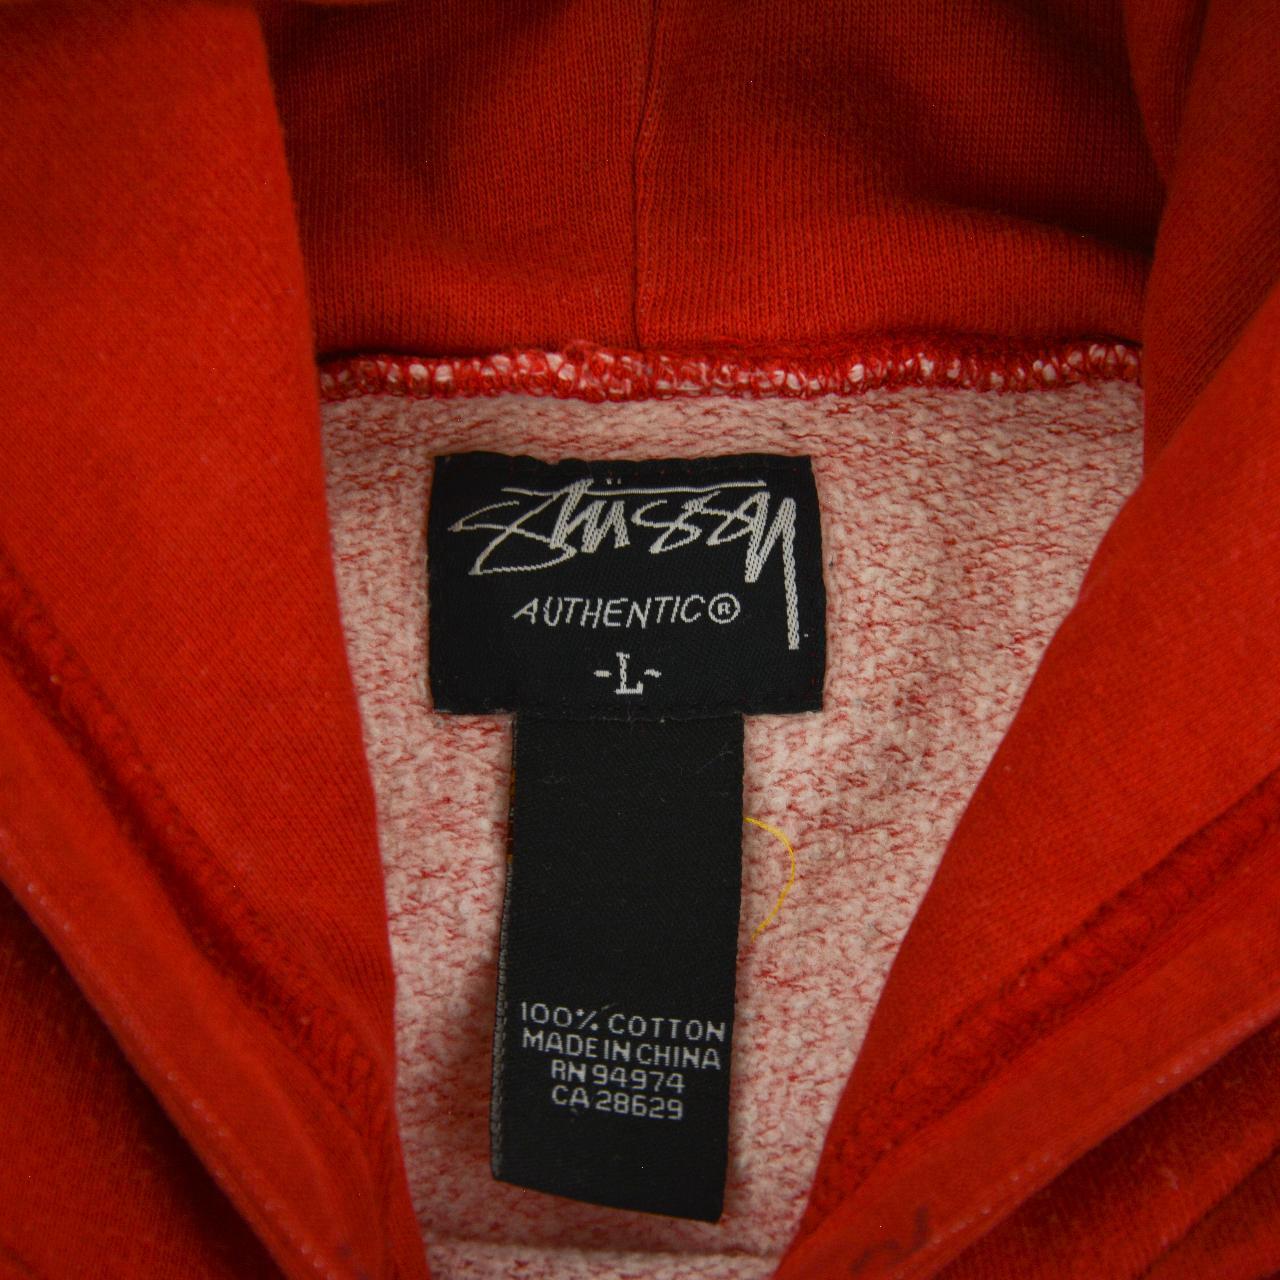 Stüssy
AUTHENTIC®
-L-
100% COTTON
MADE IN CHINA
RN 94974
CA 28629